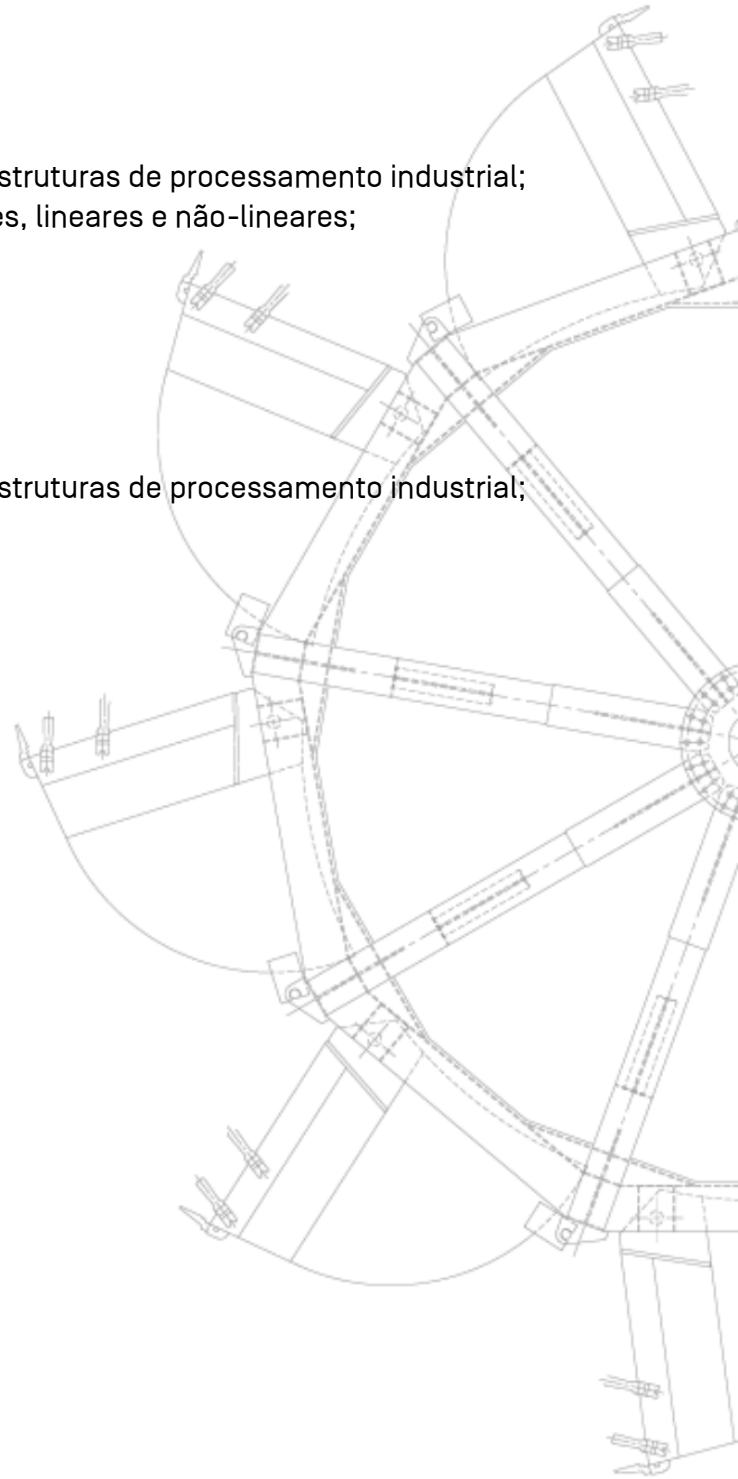 struturas de processamento industrial;
es, lineares e não-lineares;
struturas de processamento industrial;